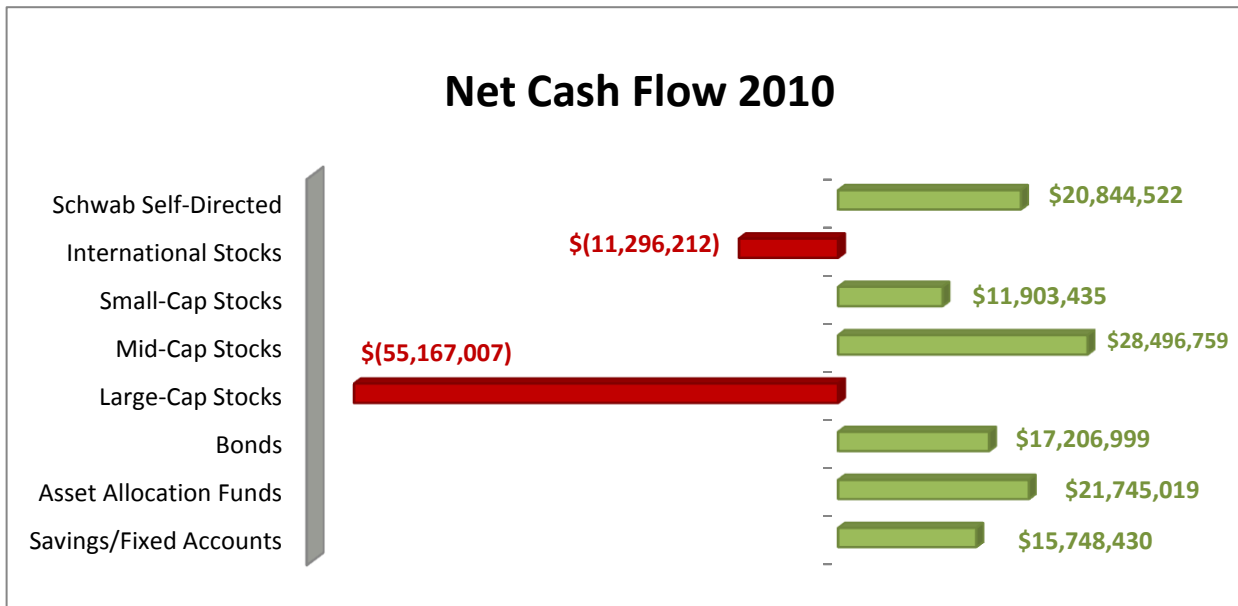 Net Cash Flow 2010
Schwab Self-Directed $20,844,522
International Stocks $(11,296,212)
Small-Cap Stocks $11,903,435
Mid-Cap Stocks $28,496,759
$(55,167,007)
Large-Cap Stocks
Bonds $17,206,999
Asset Allocation Funds $21,745,019
Savings/Fixed Accounts $15,748,430